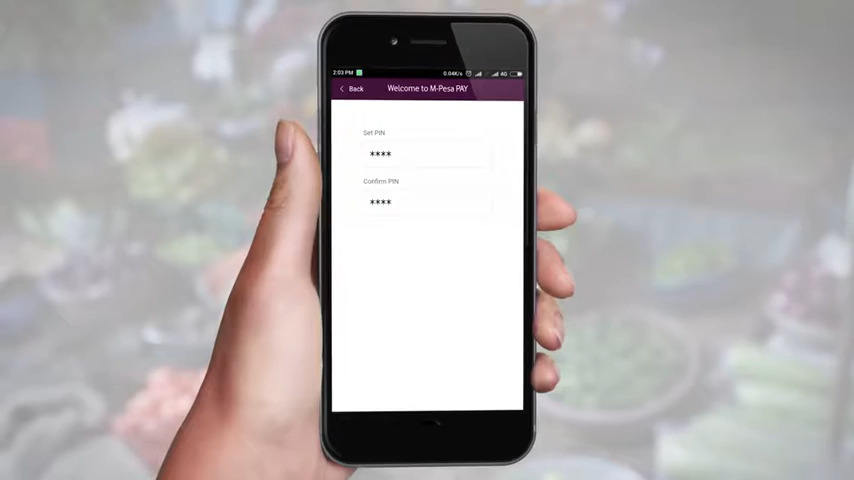 2:03 PM 0.04K/s 4G
Back Welcome to M-Pesa PAY
Set PIN
****
Confirm PIN
****